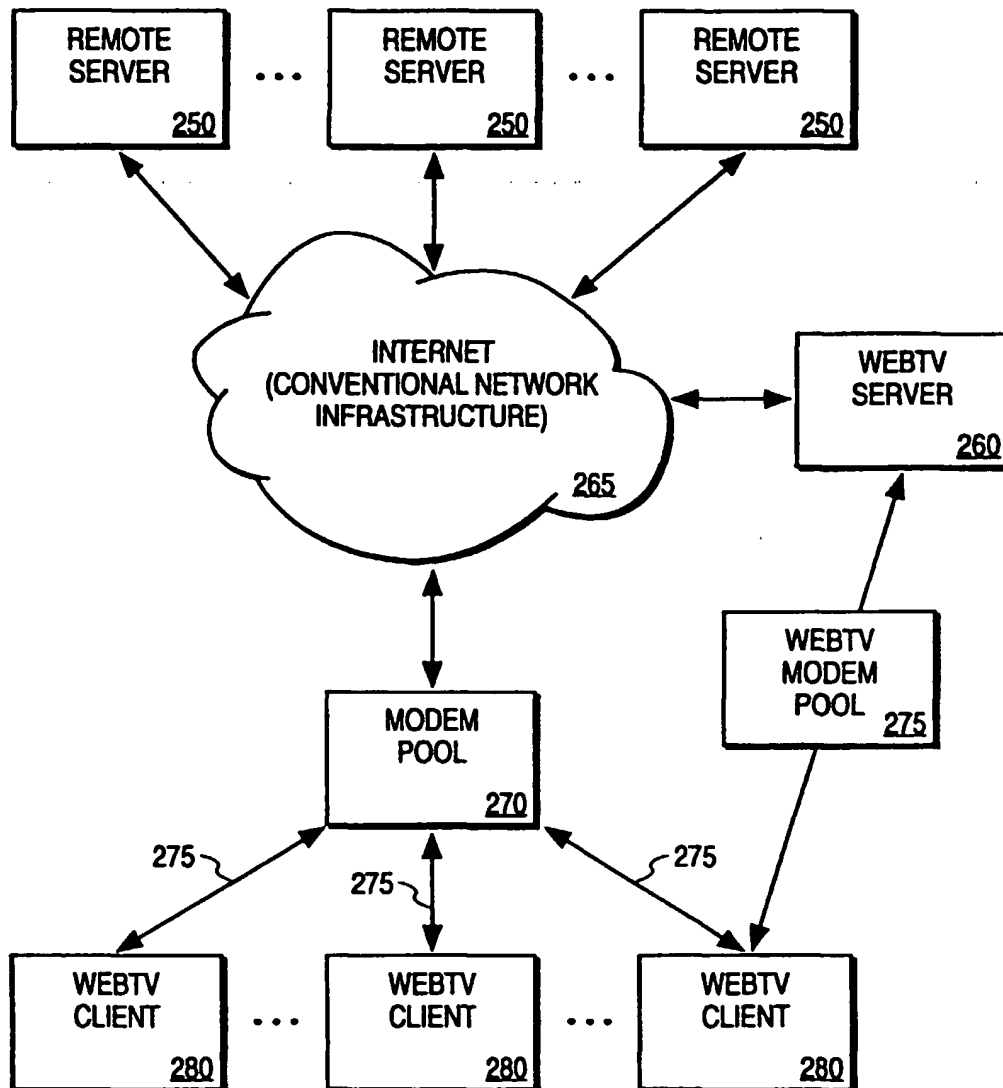 REMOTE
SERVER
250
...
REMOTE
SERVER
250
...
REMOTE
SERVER
250
INTERNET
(CONVENTIONAL NETWORK
INFRASTRUCTURE)
265
WEBTV
SERVER
260
WEBTV
MODEM
POOL
275
MODEM
POOL
270
275
275
275
WEBTV
CLIENT
280
...
WEBTV
CLIENT
280
...
WEBTV
CLIENT
280